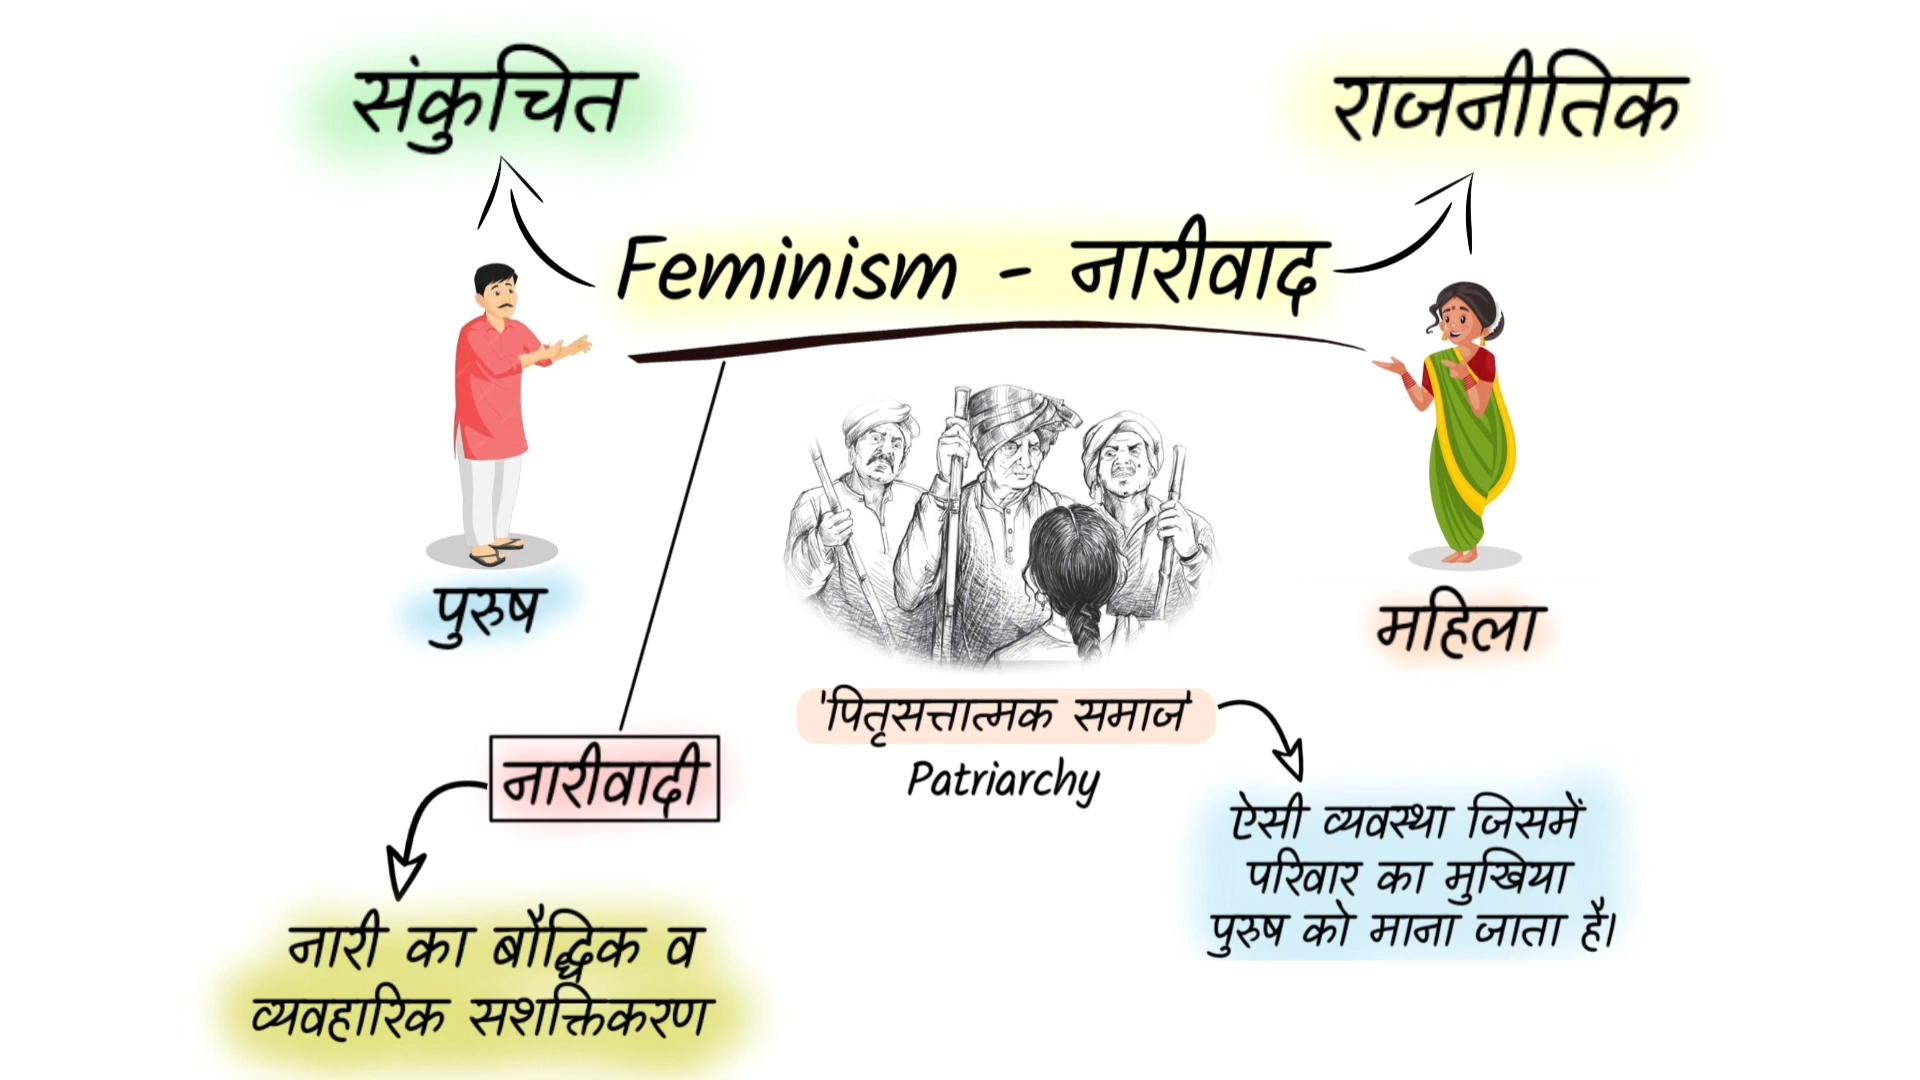 संकुचित
राजनीतिक
Feminism - नारीवाद
पुरुष
महिला
'पितृसत्तात्मक समाज'
Patriarchy
नारीवादी
ऐसी व्यवस्था जिसमें
परिवार का मुखिया
पुरुष को माना जाता है।
नारी का बौद्धिक व
व्यवहारिक सशक्तिकरण